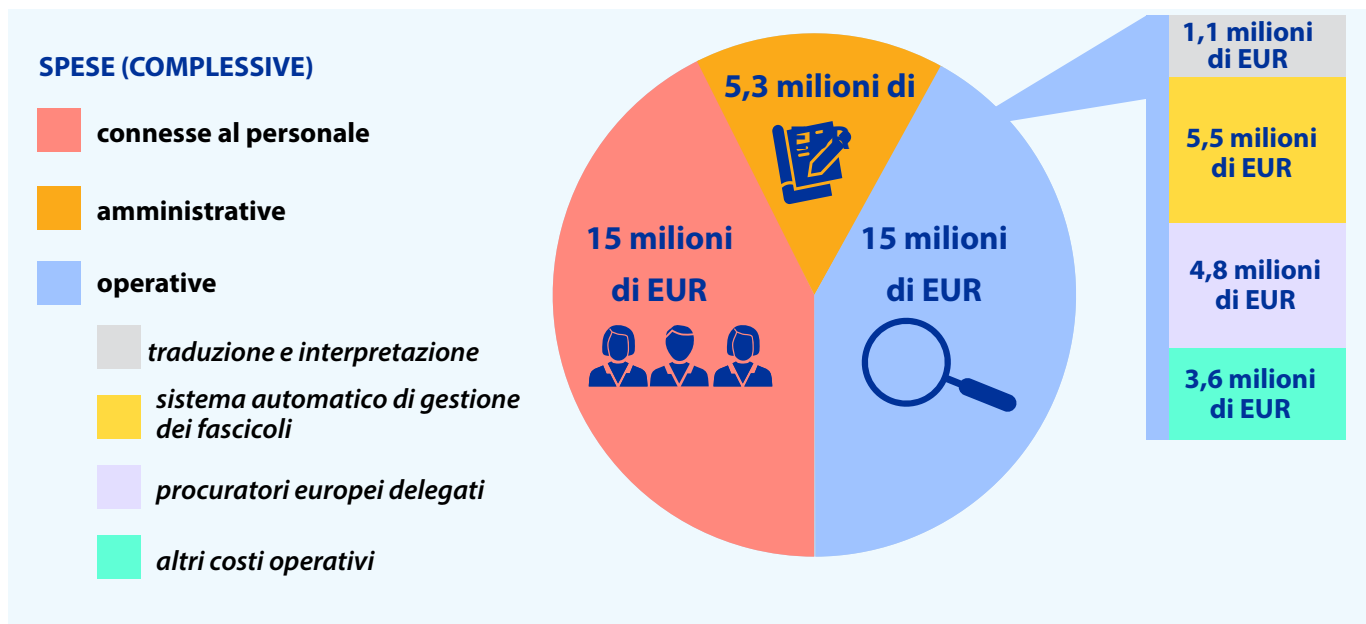 SPESE (COMPLESSIVE)
connesse al personale
amministrative
operative
traduzione e interpretazione
sistema automatico di gestione
dei fascicoli
procuratori europei delegati
altri costi operativi
5,3 milioni di
15 milioni
di EUR
15 milioni
di EUR
1,1 milioni
di EUR
5,5 milioni
di EUR
4,8 milioni
di EUR
3,6 milioni
di EUR